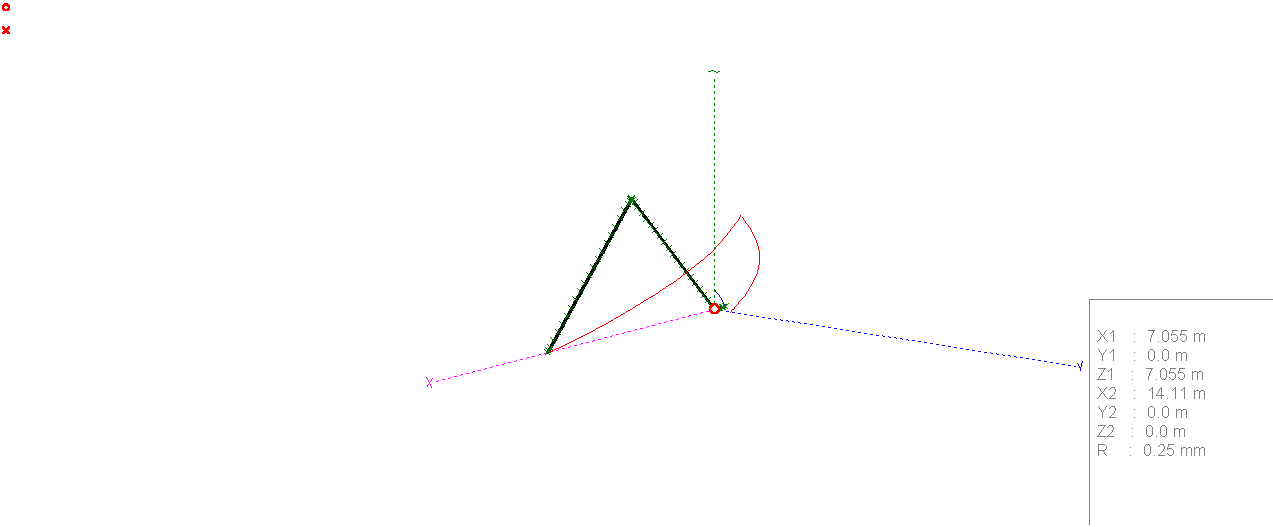 X
Y
X1 : 7.055 m
Y1 : 0.0 m
Z1 : 7.055 m
X2 : 14.11 m
Y2 : 0.0 m
Z2 : 0.0 m
R : 0.25 mm